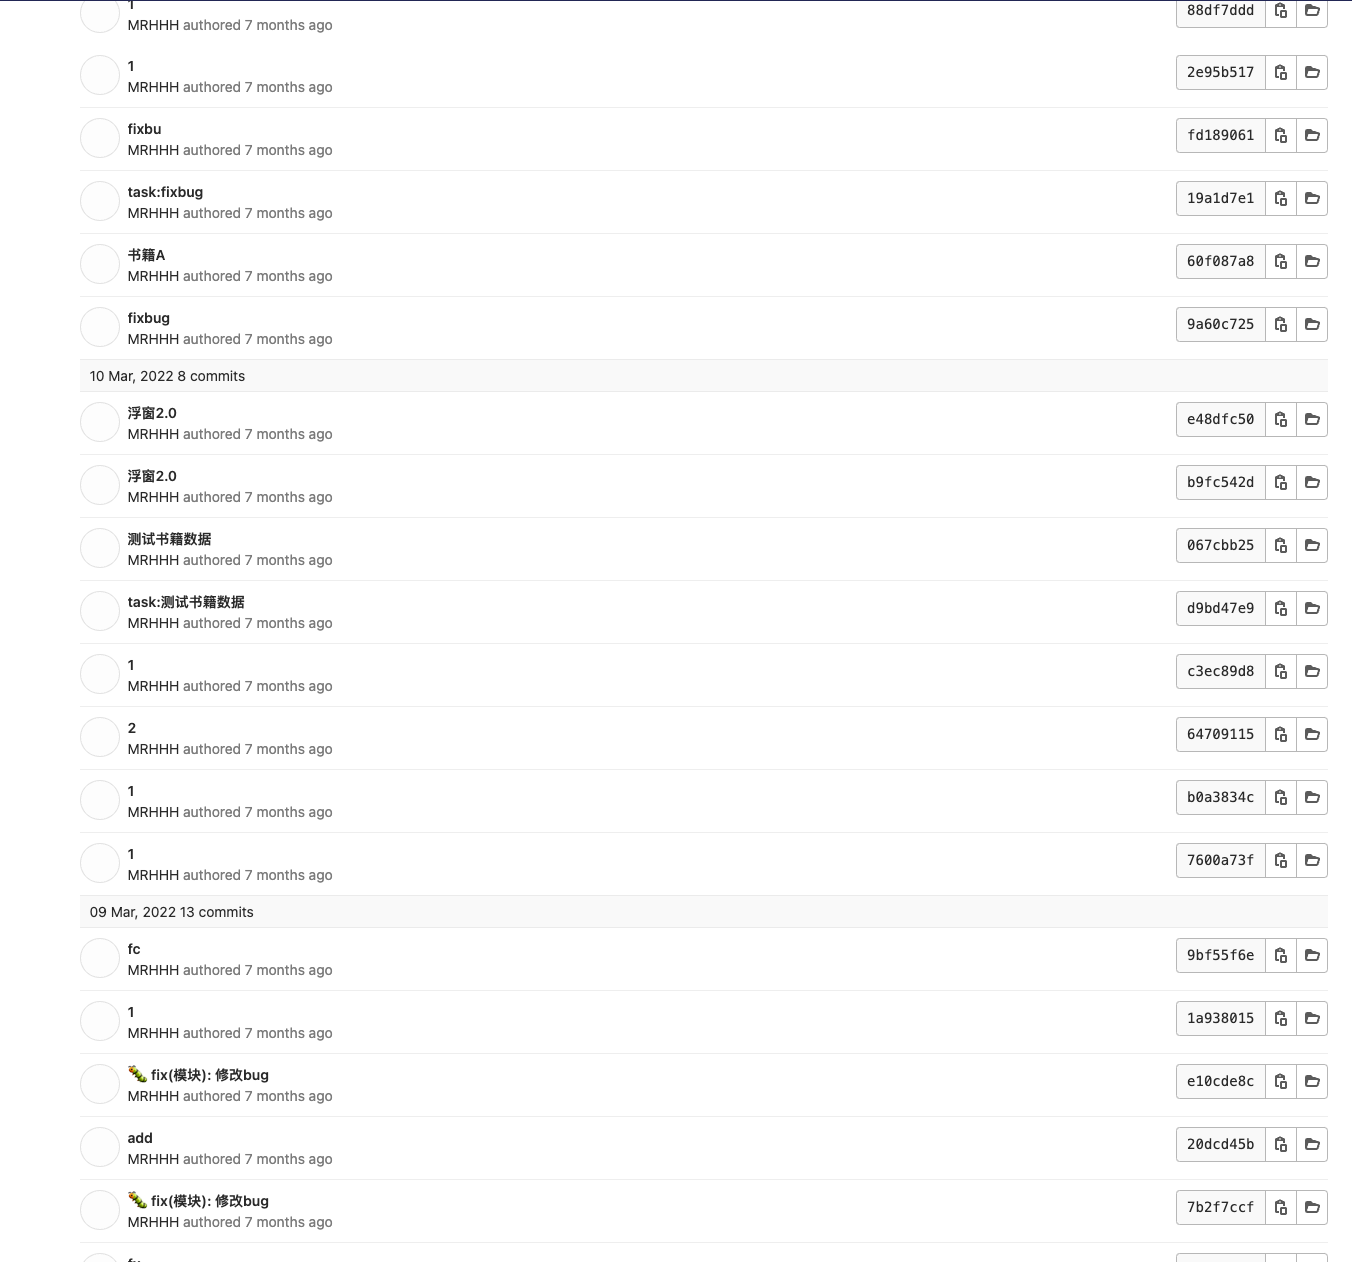 1
MRHHH authored 7 months ago
88df7ddd
1
MRHHH authored 7 months ago
2e95b517
fixbu
MRHHH authored 7 months ago
fd189061
task:fixbug
MRHHH authored 7 months ago
19a1d7e1
书籍A
MRHHH authored 7 months ago
60f087a8
fixbug
MRHHH authored 7 months ago
9a60c725
10 Mar, 2022 8 commits
浮窗2.0
MRHHH authored 7 months ago
e48dfc50
浮窗2.0
MRHHH authored 7 months ago
b9fc542d
测试书籍数据
MRHHH authored 7 months ago
067cbb25
task:测试书籍数据
MRHHH authored 7 months ago
d9bd47e9
1
MRHHH authored 7 months ago
c3ec89d8
2
MRHHH authored 7 months ago
64709115
1
MRHHH authored 7 months ago
b0a3834c
1
MRHHH authored 7 months ago
7600a73f
09 Mar, 2022 13 commits
fc
MRHHH authored 7 months ago
9bf55f6e
1
MRHHH authored 7 months ago
1a938015
🐛 fix(模块): 修改bug
MRHHH authored 7 months ago
e10cde8c
add
MRHHH authored 7 months ago
20dcd45b
🐛 fix(模块): 修改bug
MRHHH authored 7 months ago
7b2f7ccf